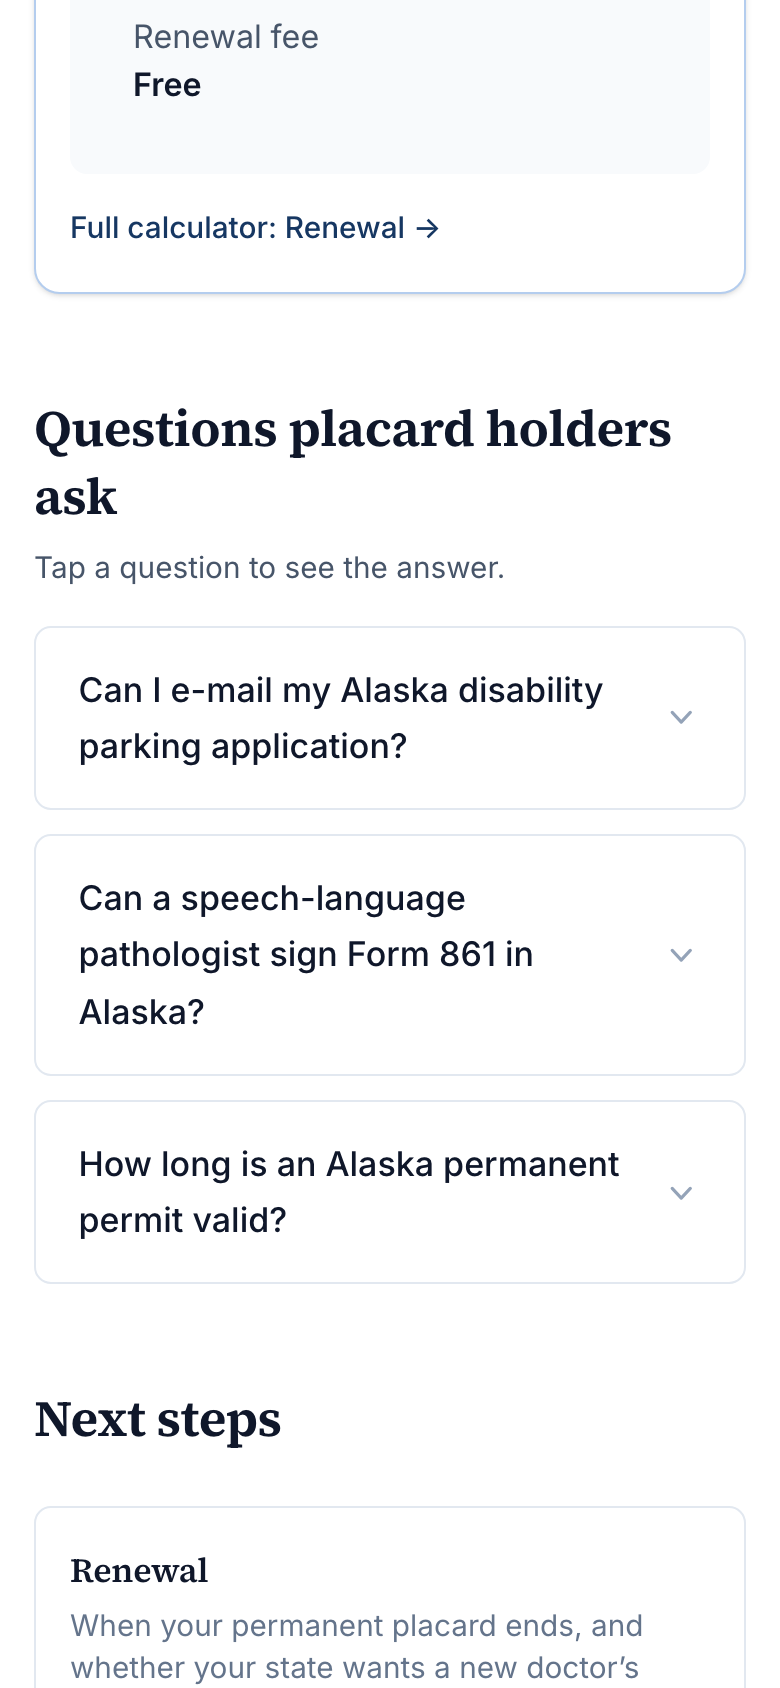 Renewal fee
Free
Full calculator: Renewal →
Questions placard holders
ask
Tap a question to see the answer.
Can I e-mail my Alaska disability
parking application?
Can a speech-language
pathologist sign Form 861 in
Alaska?
How long is an Alaska permanent
permit valid?
Next steps
Renewal
When your permanent placard ends, and
whether your state wants a new doctor’s